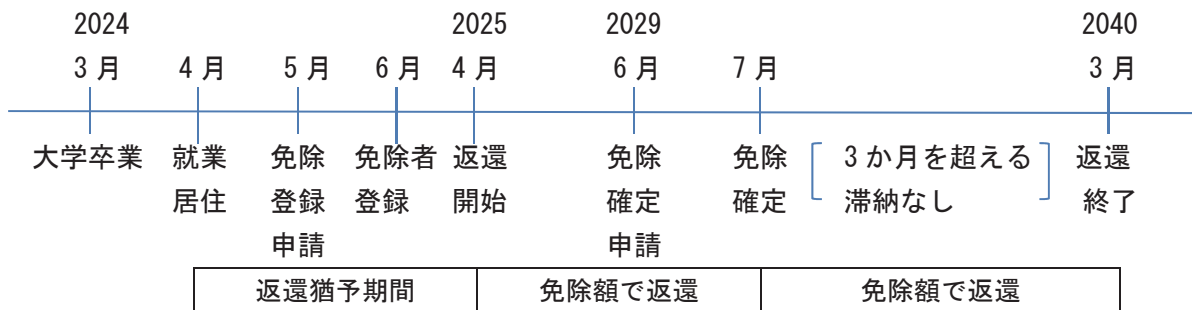 2024 2025 2029 2040
3月 4月 5月 6月 4月 6月 7月 3月
大学卒業 就業 免除 免除者 返還 免除 免除 3か月を超える 返還
居住 登録 登録 開始 確定 確定 滞納なし 終了
申請 申請
返還猶予期間 免除額で返還 免除額で返還